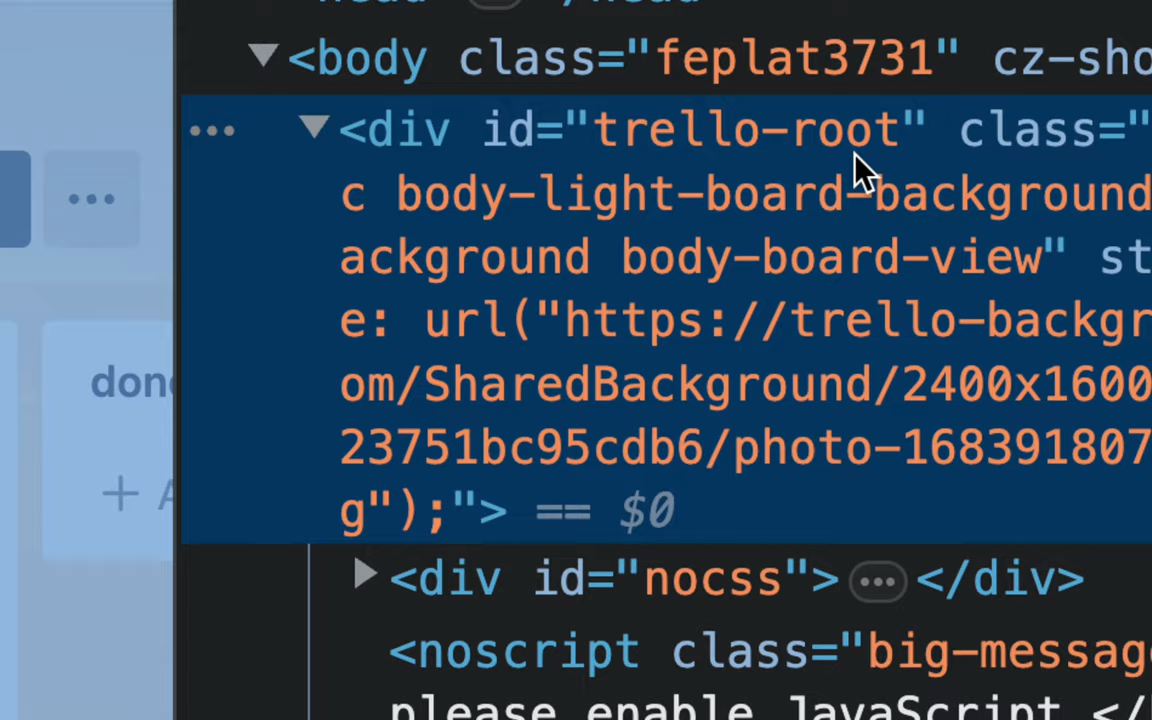 <body class="feplat3731" cz-sho
<div id="trello-root" class="
c body-light-board-background
ackground body-board-view" st
e: url("https://trello-backgr
om/SharedBackground/2400x1600
23751bc95cdb6/photo-168391807
g");"> == $0
<div id="nocss"> ⋯ </div>
<noscript class="big-message
please enable JavaScript.</
done
+ A